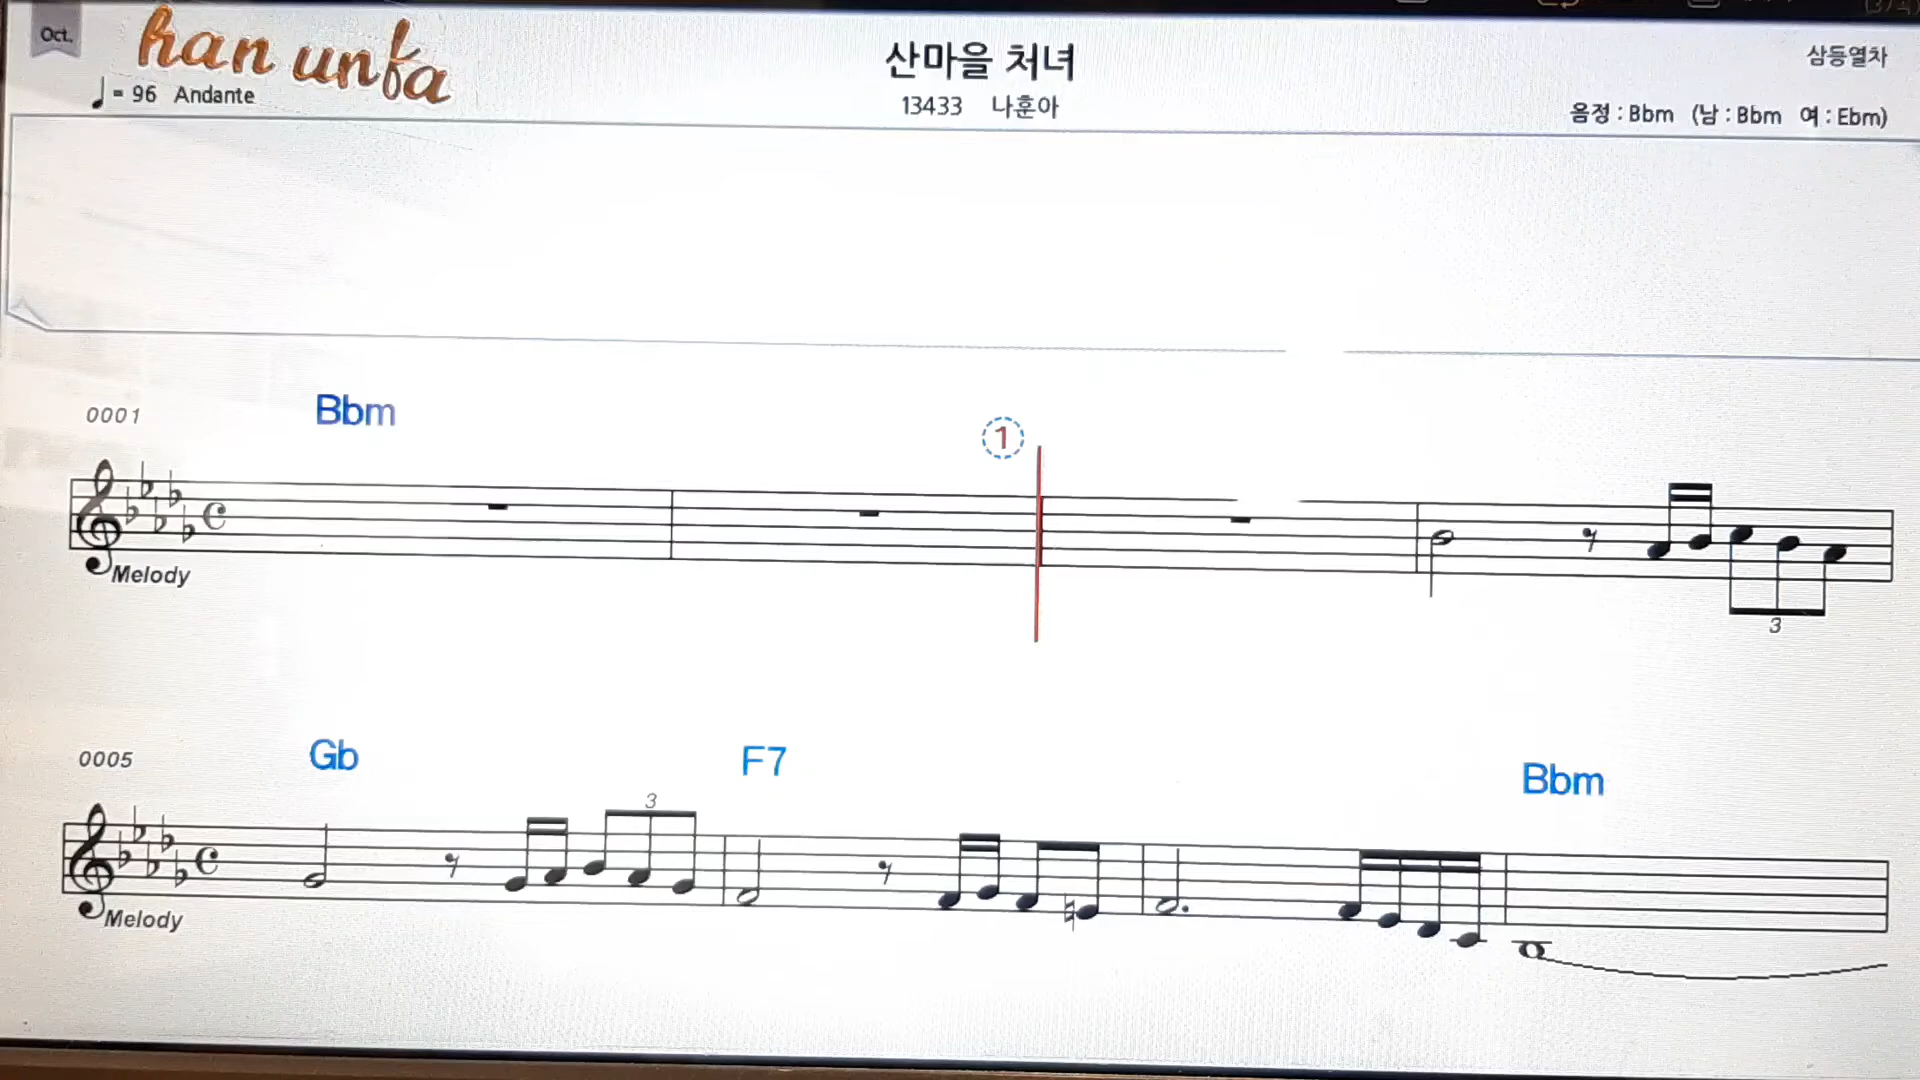 Oct.
han unfa
산마을 처녀
삼등열차
= 96 Andante
13433 나훈아
음정 : Bbm (남 : Bbm 여 : Ebm)
0001
Bbm
1
Melody
3
0005
Gb
F7
Bbm
3
Melody